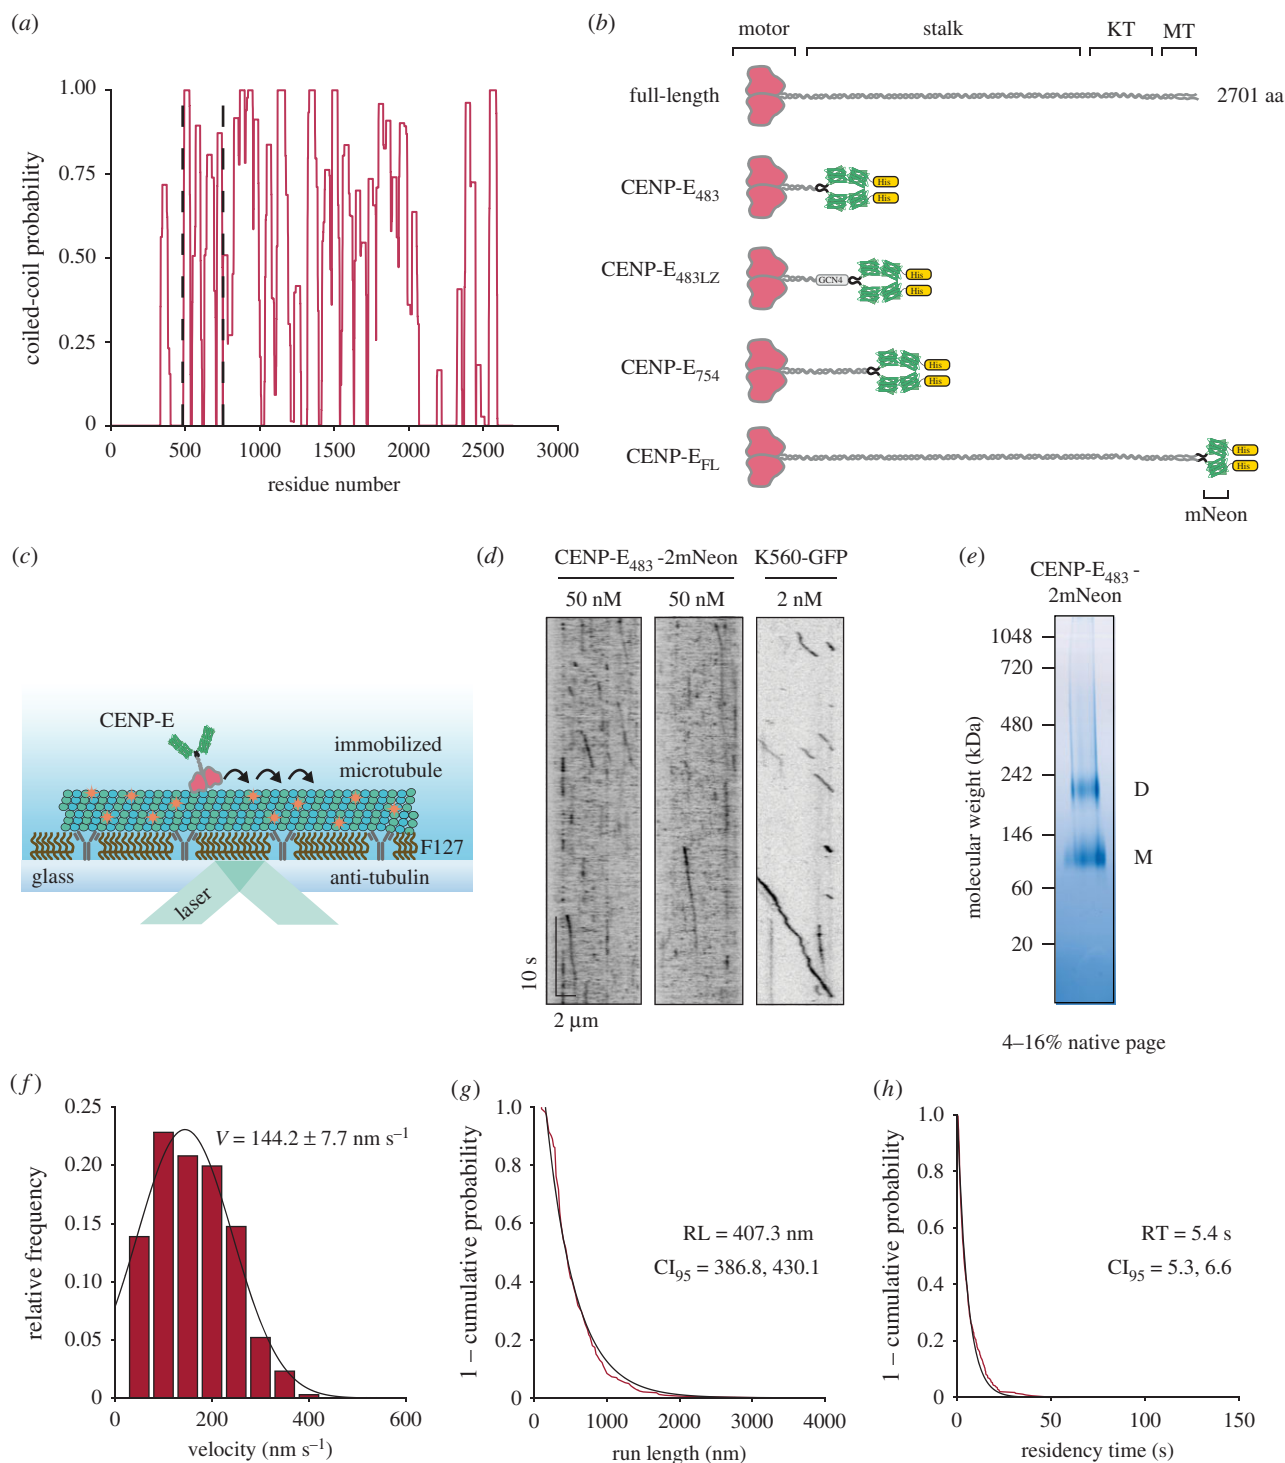 (a)
1.00
0.75
0.50
0.25
0
coiled-coil probability
0 500 1000 1500 2000 2500 3000
residue number
(b)
motor stalk KT MT
full-length 2701 aa
CENP-E483
His
His
CENP-E483LZ
GCN4
His
His
CENP-E754
His
His
CENP-EFL
His
His
mNeon
(c)
CENP-E
immobilized
microtubule
F127
glass
anti-tubulin
laser
(d)
CENP-E483-2mNeon K560-GFP
50 nM 50 nM 2 nM
10 s
2 μm
(e)
CENP-E483-
2mNeon
1048
720
480
242
146
60
20
molecular weight (kDa)
D
M
4–16% native page
(f)
0.25
0.20
0.15
0.10
0.05
0
relative frequency
V = 144.2 ± 7.7 nm s–1
0 200 400 600
velocity (nm s–1)
(g)
1.0
0.8
0.6
0.4
0.2
0
1 – cumulative probability
RL = 407.3 nm
CI95 = 386.8, 430.1
0 1000 2000 3000 4000
run length (nm)
(h)
1.0
0.8
0.6
0.4
0.2
0
1 – cumulative probability
RT = 5.4 s
CI95 = 5.3, 6.6
0 50 100 150
residency time (s)